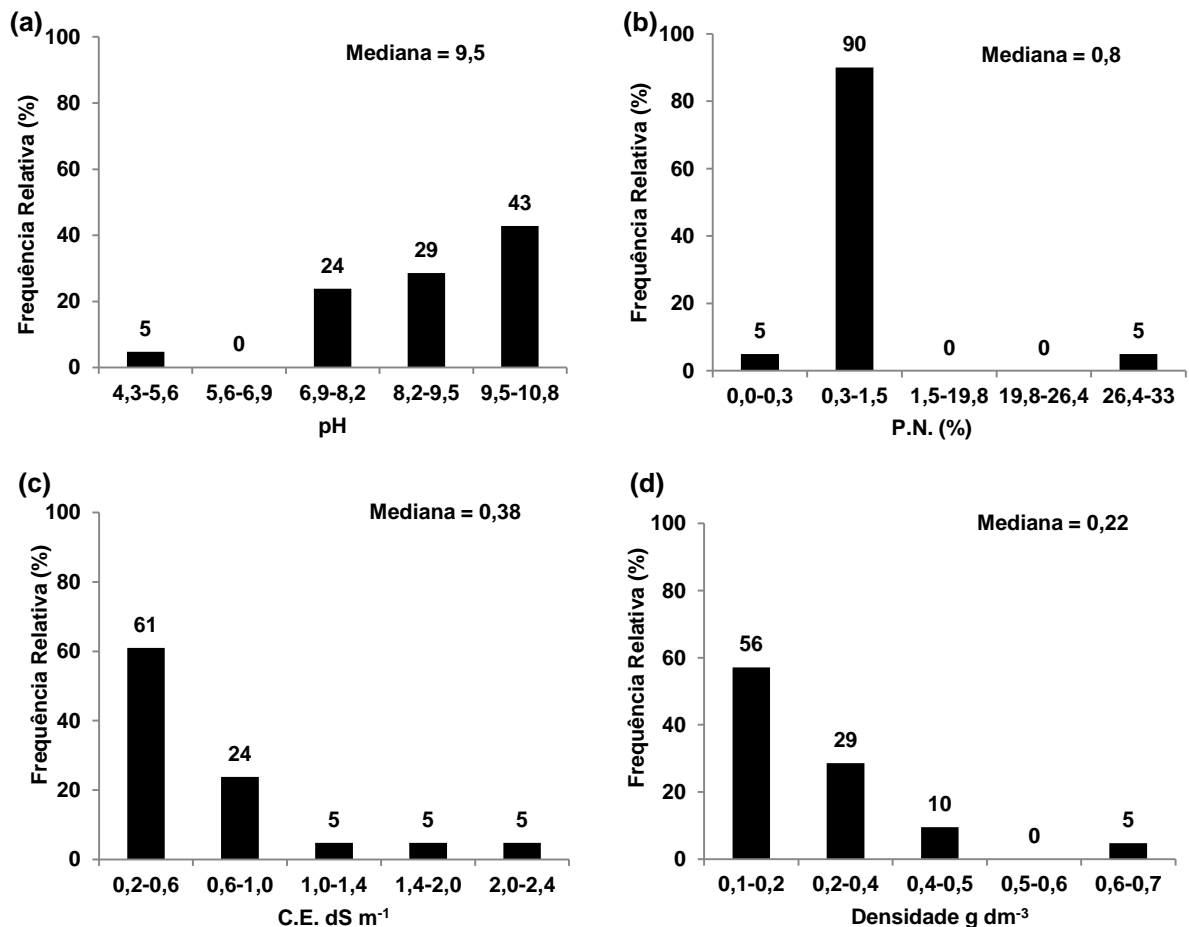 (a)
Mediana = 9,5
Frequência Relativa (%)
100
80
60
40
20
0
5
0
24
29
43
4,3-5,6 5,6-6,9 6,9-8,2 8,2-9,5 9,5-10,8
pH
(b)
Mediana = 0,8
Frequência Relativa (%)
100
80
60
40
20
0
5
90
0
0
5
0,0-0,3 0,3-1,5 1,5-19,8 19,8-26,4 26,4-33
P.N. (%)
(c)
Mediana = 0,38
Frequência Relativa (%)
100
80
60
40
20
0
61
24
5
5
5
0,2-0,6 0,6-1,0 1,0-1,4 1,4-2,0 2,0-2,4
C.E. dS m-1
(d)
Mediana = 0,22
Frequência Relativa (%)
100
80
60
40
20
0
56
29
10
0
5
0,1-0,2 0,2-0,4 0,4-0,5 0,5-0,6 0,6-0,7
Densidade g dm-3